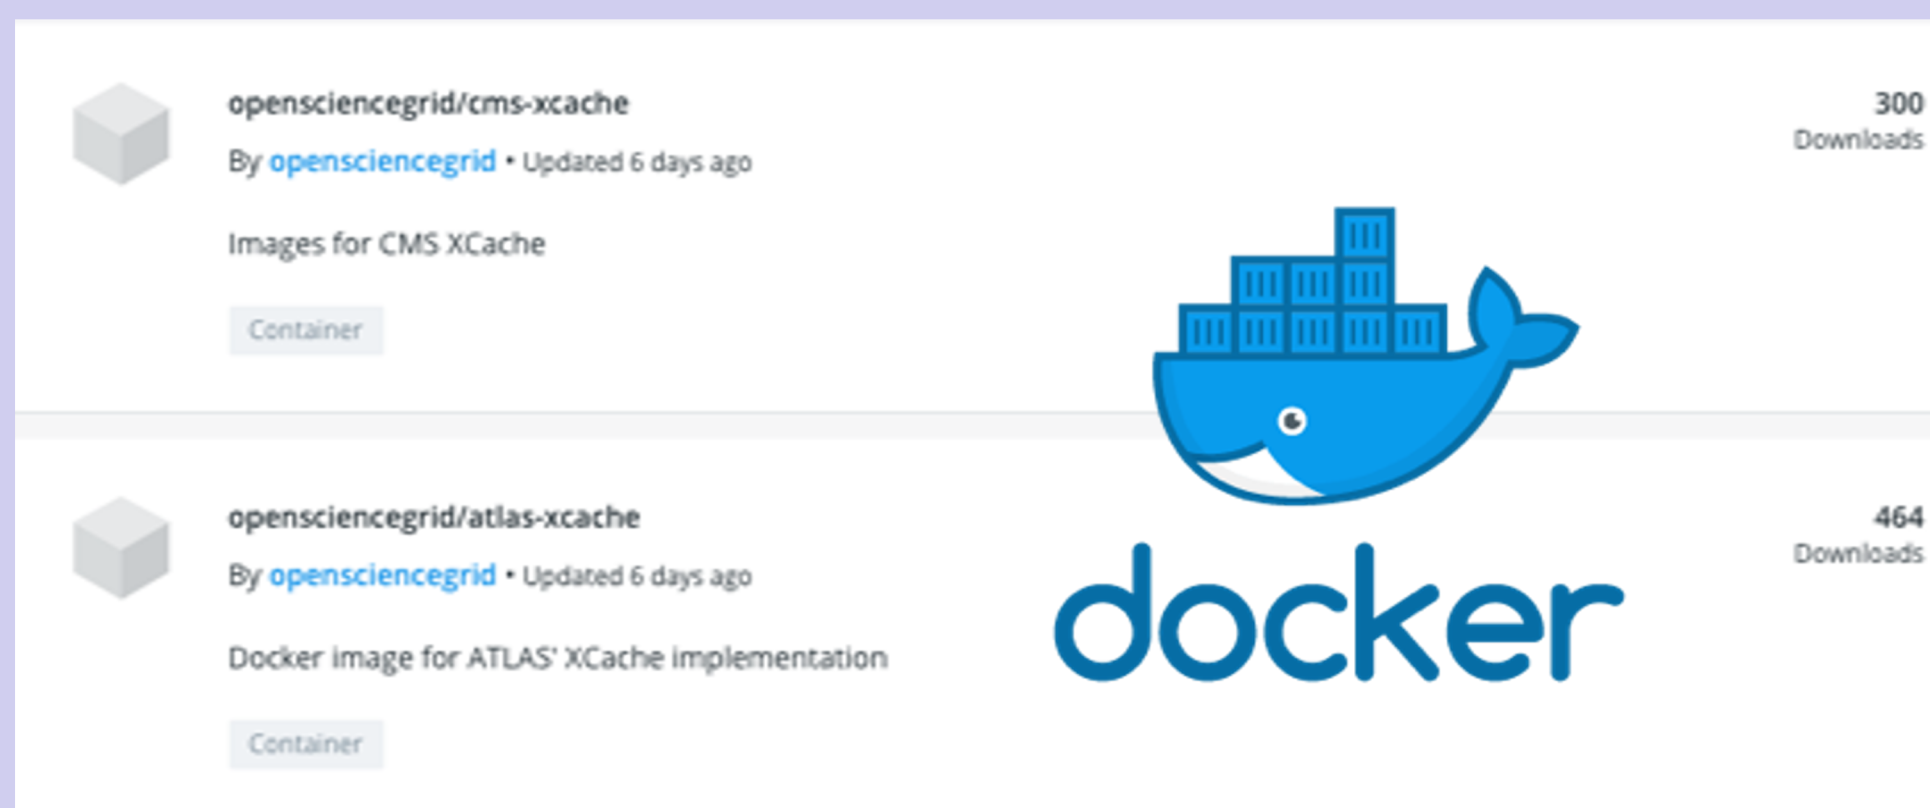 opensciencegrid/cms-xcache
300
By opensciencegrid • Updated 6 days ago
Downloads
Images for CMS XCache
Container
opensciencegrid/atlas-xcache
464
By opensciencegrid • Updated 6 days ago
Downloads
docker
Docker image for ATLAS' XCache implementation
Container